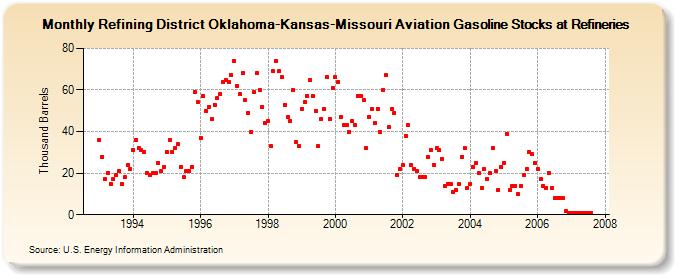 Monthly Refining District Oklahoma-Kansas-Missouri Aviation Gasoline Stocks at Refineries
Thousand Barrels
80
60
40
20
0
1994 1996 1998 2000 2002 2004 2006 2008
Source: U.S. Energy Information Administration